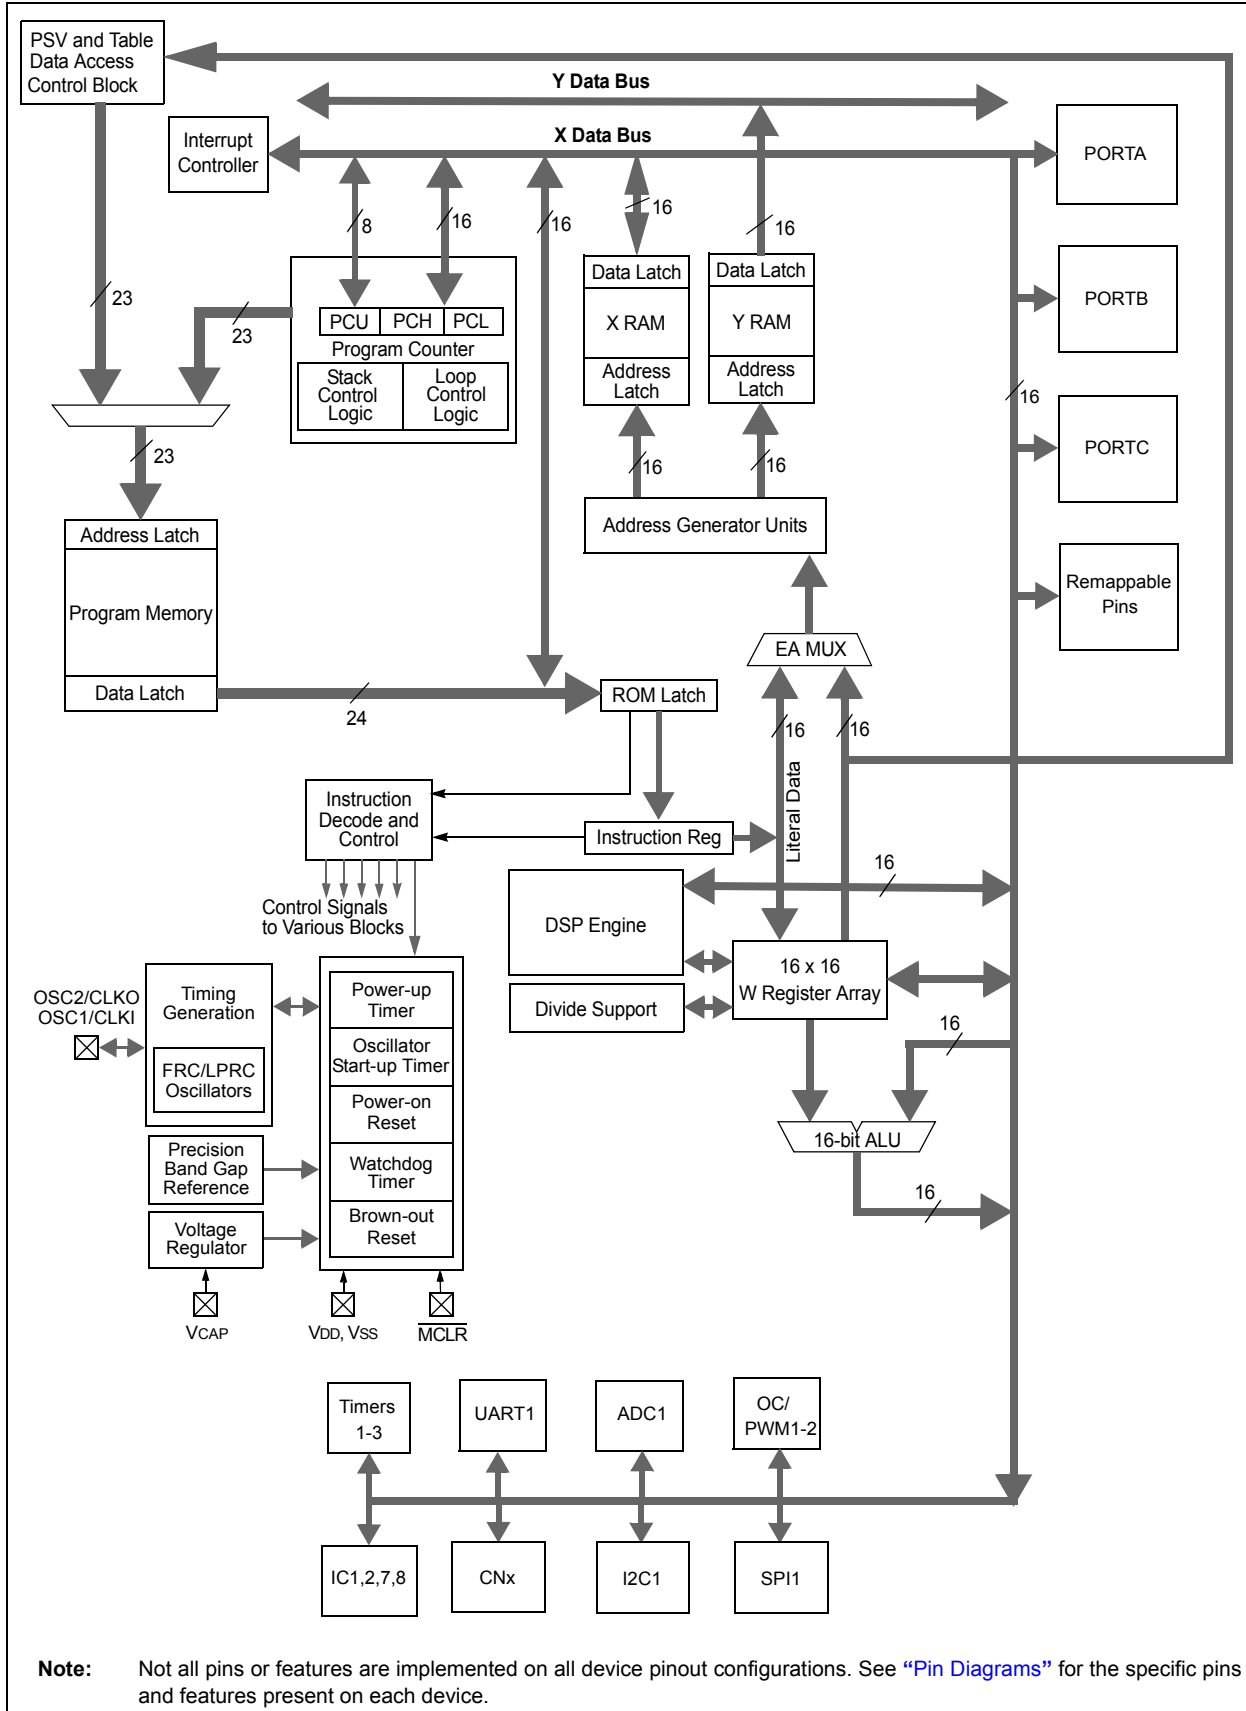 PSV and Table
Data Access
Control Block
Y Data Bus
Interrupt
Controller
X Data Bus
PORTA
8
16
16
16
16
23
23
Data Latch
X RAM
Address
Latch
Data Latch
Y RAM
Address
Latch
PORTB
PCU
PCH
PCL
Program Counter
Stack
Control
Logic
Loop
Control
Logic
16
PORTC
23
16
16
Address Latch
Program Memory
Data Latch
Address Generator Units
Remappable
Pins
EA MUX
24
ROM Latch
16
16
Literal Data
Instruction
Decode and
Control
Instruction Reg
Control Signals
to Various Blocks
16
DSP Engine
Divide Support
16 x 16
W Register Array
OSC2/CLKO
OSC1/CLKI
Timing
Generation
FRC/LPRC
Oscillators
Power-up
Timer
Oscillator
Start-up Timer
Power-on
Reset
Watchdog
Timer
Brown-out
Reset
16
16-bit ALU
16
Precision
Band Gap
Reference
Voltage
Regulator
VCAP
VDD, VSS
MCLR
Timers
1-3
UART1
ADC1
OC/
PWM1-2
IC1,2,7,8
CNx
I2C1
SPI1
Note: Not all pins or features are implemented on all device pinout configurations. See “Pin Diagrams” for the specific pins
and features present on each device.